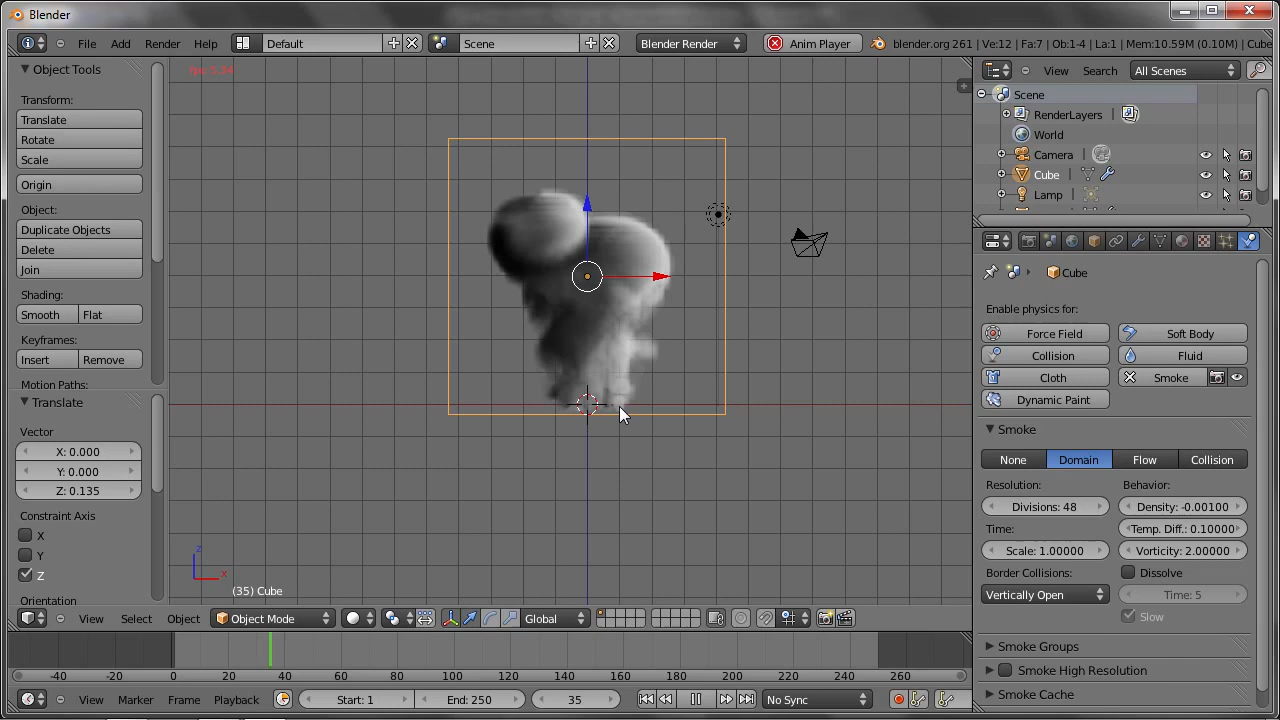 Blender
File Add Render Help Default Scene Blender Render Anim Player blender.org 261 | Ve:12 | Fa:7 | Ob:1-4 | La:1 | Mem:10.59M (0.10M) | Cube
Object Tools
Transform:
Translate
Rotate
Scale
Origin
Object:
Duplicate Objects
Delete
Join
Shading:
Smooth Flat
Keyframes:
Insert Remove
Motion Paths:
Translate
Vector
X: 0.000
Y: 0.000
Z: 0.135
Constraint Axis
X
Y
Z
Orientation
z
x
(35) Cube
View Select Object Object Mode Global
-40 -20 0 20 40 60 80 100 120 140 160 180 200 220 240 260
View Marker Frame Playback Start: 1 End: 250 35 No Sync
View Search All Scenes
Scene
RenderLayers
World
Camera
Cube
Lamp
Cube
Enable physics for:
Force Field Soft Body
Collision Fluid
Cloth Smoke
Dynamic Paint
Smoke
None Domain Flow Collision
Resolution: Behavior:
Divisions: 48 Density: -0.00100
Time: Temp. Diff.: 0.10000
Scale: 1.00000 Vorticity: 2.00000
Border Collisions: Dissolve
Vertically Open Time: 5
Slow
Smoke Groups
Smoke High Resolution
Smoke Cache